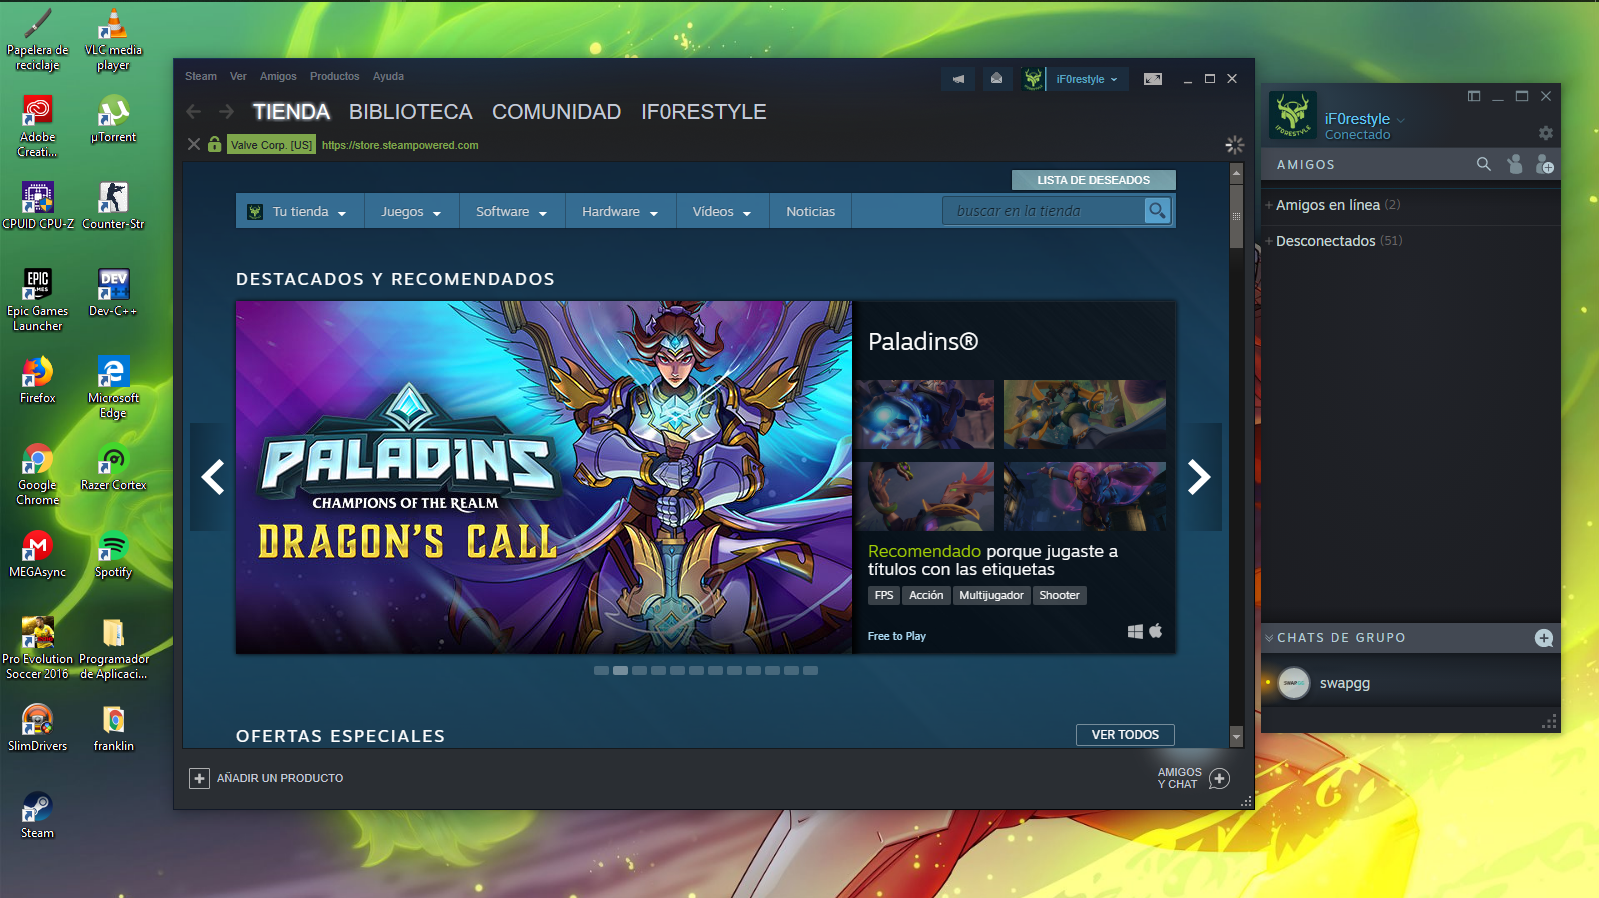 Papelera de
reciclaje
VLC media
player
Adobe
Creati...
µTorrent
CPUID CPU-Z
Counter-Str
Epic Games
Launcher
Dev-C++
Firefox
Microsoft
Edge
Google
Chrome
Razer Cortex
MEGAsync
Spotify
Pro Evolution
Soccer 2016
Programador
de Aplicaci...
SlimDrivers
franklin
Steam
Steam Ver Amigos Productos Ayuda
iF0restyle
TIENDA BIBLIOTECA COMUNIDAD IF0RESTYLE
Valve Corp. [US] https://store.steampowered.com
LISTA DE DESEADOS
Tu tienda Juegos Software Hardware Vídeos Noticias buscar en la tienda
DESTACADOS Y RECOMENDADOS
PALADINS
CHAMPIONS OF THE REALM
DRAGON'S CALL
Paladins®
Recomendado porque jugaste a
títulos con las etiquetas
FPS Acción Multijugador Shooter
Free to Play
OFERTAS ESPECIALES VER TODOS
AÑADIR UN PRODUCTO
AMIGOS
Y CHAT
iF0RESTYLE
iF0restyle
Conectado
AMIGOS
+ Amigos en línea (2)
+ Desconectados (51)
CHATS DE GRUPO
SWAPGG
swapgg
EPIC
GAMES
DEV
C++